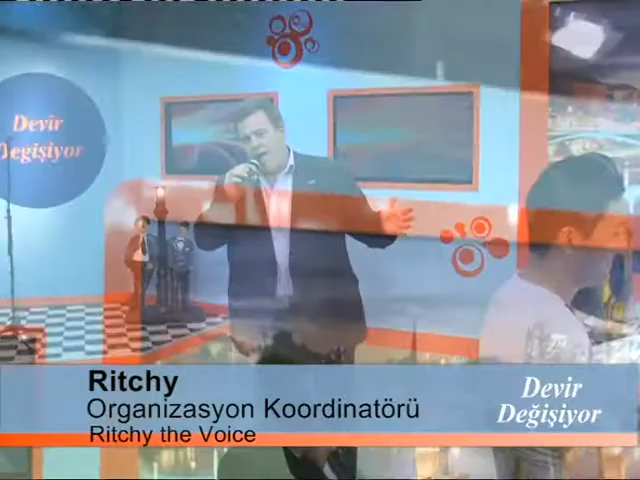 Devir
Değişiyor
Ritchy
Organizasyon Koordinatörü
Ritchy the Voice
Devir
Değişiyor